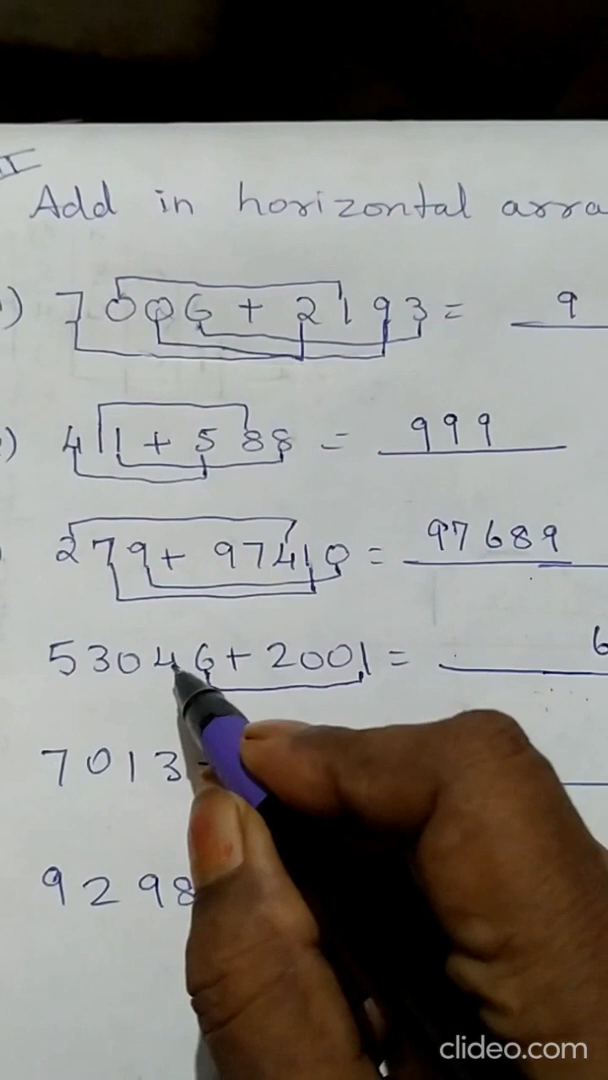 II
Add in horizontal arra
) 7006 + 2193 = 9
) 411 + 588 = 999
279 + 97410 = 97689
53046 + 2001 = 6
7013
9298
clideo.com